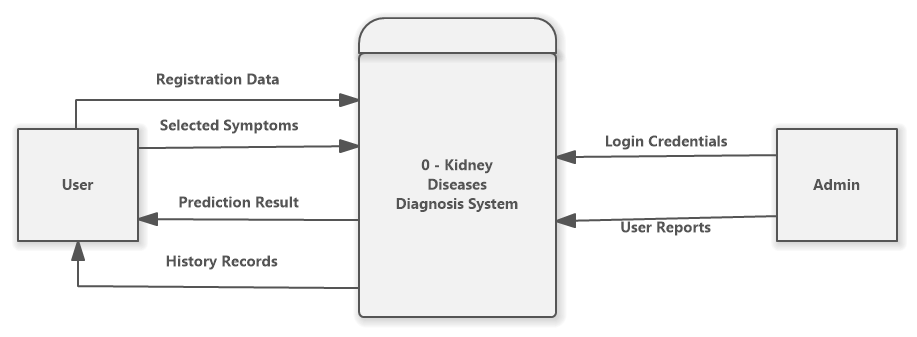 Registration Data
Selected Symptoms
Login Credentials
0 - Kidney
Diseases
Diagnosis System
User
Admin
Prediction Result
User Reports
History Records